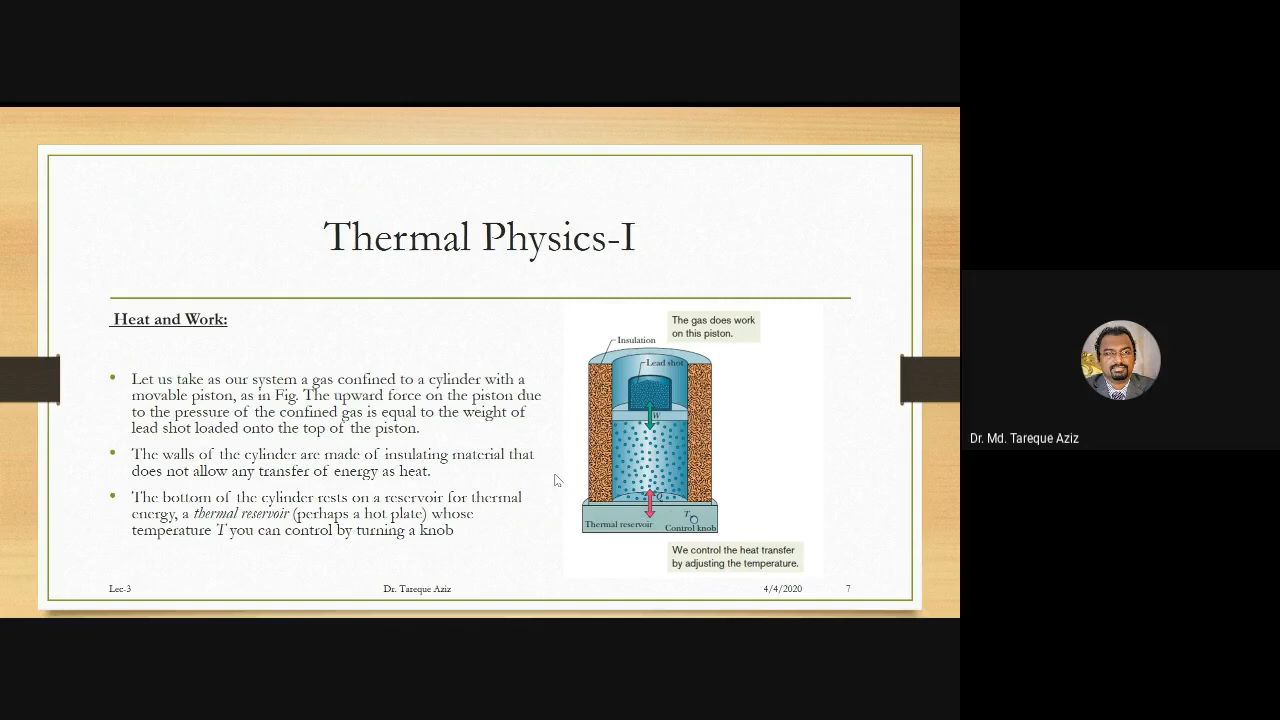 Thermal Physics-I
Heat and Work:
• Let us take as our system a gas confined to a cylinder with a
movable piston, as in Fig. The upward force on the piston due
to the pressure of the confined gas is equal to the weight of
lead shot loaded onto the top of the piston.
• The walls of the cylinder are made of insulating material that
does not allow any transfer of energy as heat.
• The bottom of the cylinder rests on a reservoir for thermal
energy, a thermal reservoir (perhaps a hot plate) whose
temperature T you can control by turning a knob
The gas does work
on this piston.
Insulation
Lead shot
W
Q
Thermal reservoir
T
Control knob
We control the heat transfer
by adjusting the temperature.
Lec-3
Dr. Tareque Aziz
4/4/2020
7
Dr. Md. Tareque Aziz